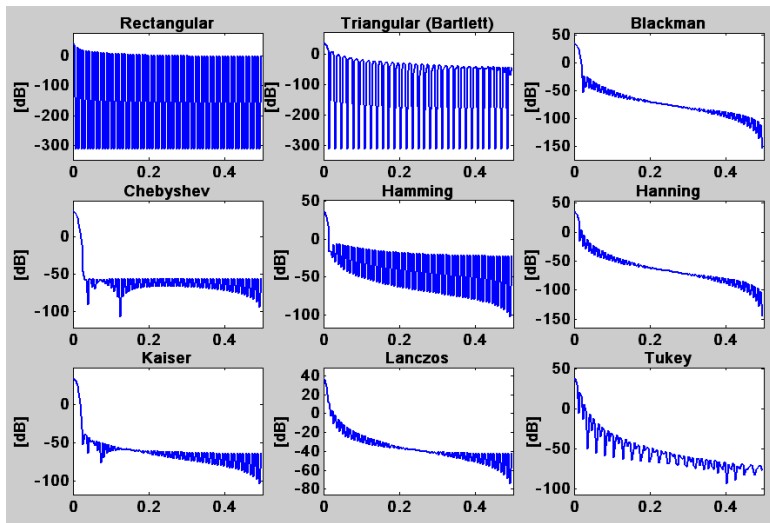 Rectangular
[dB]
0
-100
-200
-300
0 0.2 0.4
Triangular (Bartlett)
[dB]
0
-100
-200
-300
0 0.2 0.4
Blackman
[dB]
50
0
-50
-100
-150
0 0.2 0.4
Chebyshev
[dB]
0
-50
-100
0 0.2 0.4
Hamming
[dB]
50
0
-50
-100
0 0.2 0.4
Hanning
[dB]
50
0
-50
-100
-150
0 0.2 0.4
Kaiser
[dB]
0
-50
-100
0 0.2 0.4
Lanczos
[dB]
40
20
0
-20
-40
-60
-80
0 0.2 0.4
Tukey
[dB]
50
0
-50
-100
0 0.2 0.4